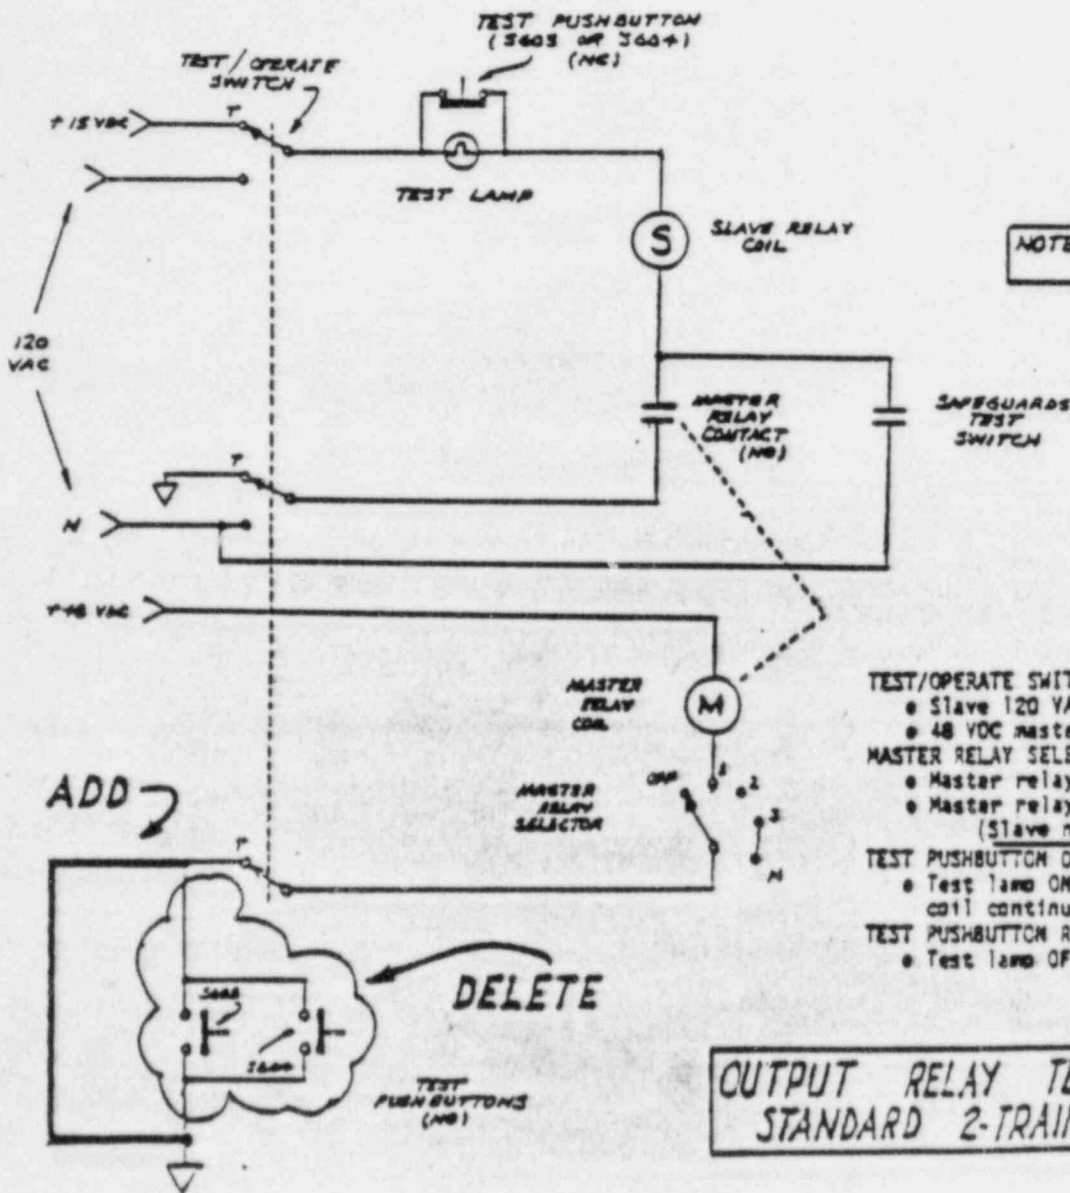 TEST PUSHBUTTON
(S603 OR S604)
(NC)
TEST/OPERATE
SWITCH
T
+15 VDC
TEST LAMP
S
SLAVE RELAY
COIL
NOTE
120
VAC
MASTER
RELAY
CONTACT
(NO)
SAFEGUARDS
TEST
SWITCH
T
N
+48 VDC
MASTER
RELAY
COIL
M
TEST/OPERATE SWIT
• Slave 120 VA
• 48 VDC maste
MASTER RELAY SELE
• Master relay
• Master relay
(Slave n
TEST PUSHBUTTON D
• Test lamp ON
coil continu
TEST PUSHBUTTON R
• Test lamp OF
OFF
1
2
3
N
MASTER
RELAY
SELECTOR
ADD
T
DELETE
S603
S604
TEST
PUSHBUTTONS
(NO)
OUTPUT RELAY TE
STANDARD 2-TRAIN